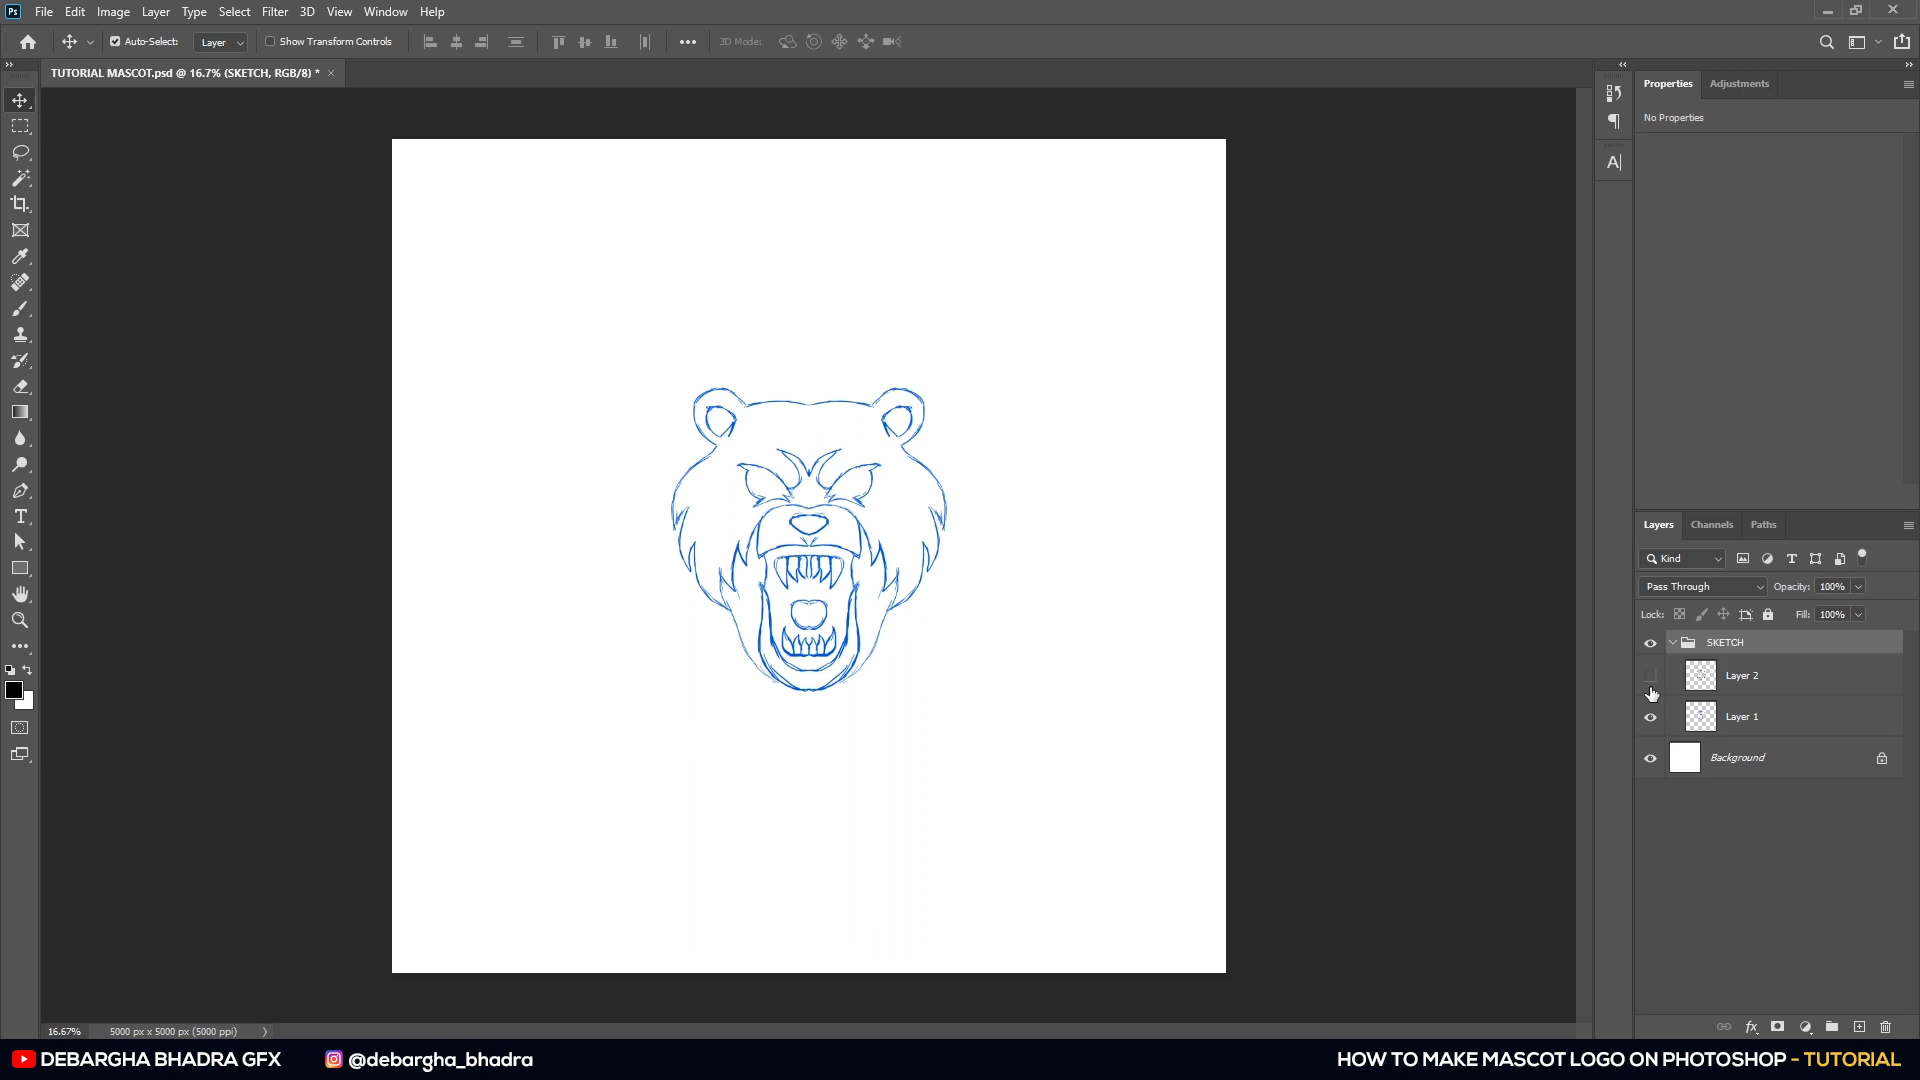 Ps File Edit Image Layer Type Select Filter 3D View Window Help
Auto-Select: Layer Show Transform Controls 3D Mode:
TUTORIAL MASCOT.psd @ 16.7% (SKETCH, RGB/8) *
Properties Adjustments
No Properties
Layers Channels Paths
Kind
Pass Through Opacity: 100%
Lock: Fill: 100%
SKETCH
Layer 2
Layer 1
Background
16.67% 5000 px x 5000 px (5000 ppi)
DEBARGHA BHADRA GFX @debargha_bhadra HOW TO MAKE MASCOT LOGO ON PHOTOSHOP - TUTORIAL